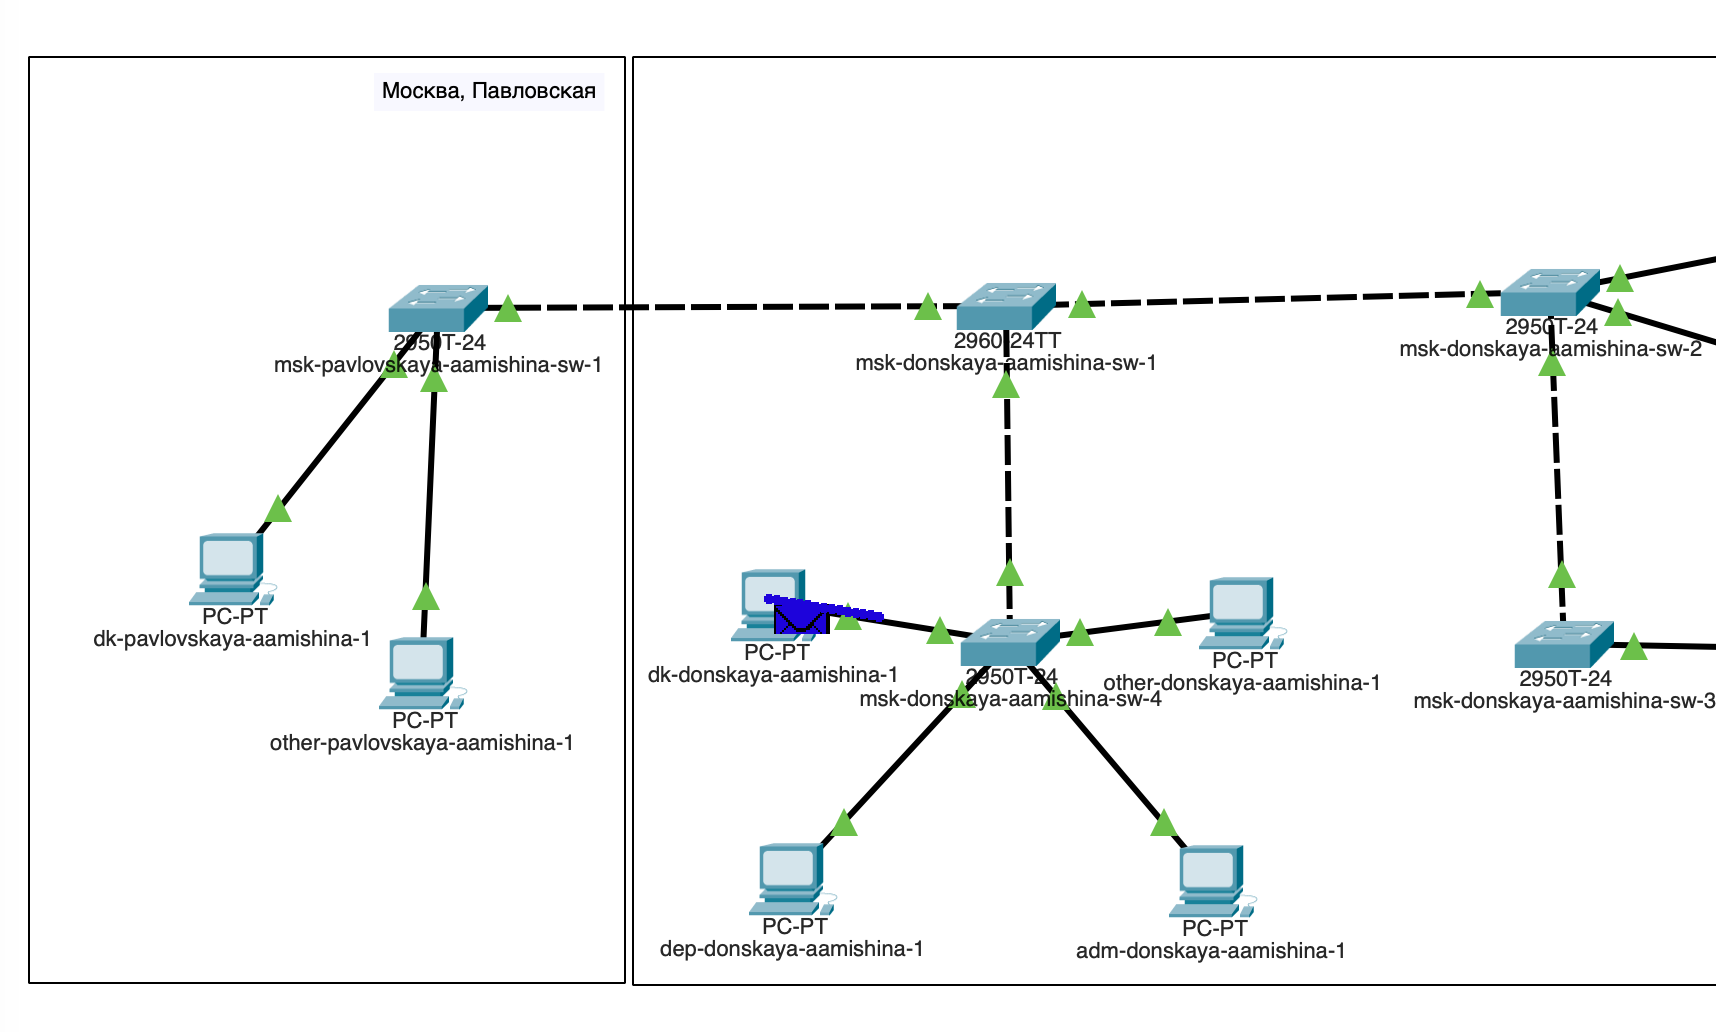 Москва, Павловская
2950T-24
msk-pavlovskaya-aamishina-sw-1
2960-24TT
msk-donskaya-aamishina-sw-1
2950T-24
msk-donskaya-aamishina-sw-2
PC-PT
dk-pavlovskaya-aamishina-1
PC-PT
other-pavlovskaya-aamishina-1
PC-PT
dk-donskaya-aamishina-1
2950T-24
msk-donskaya-aamishina-sw-4
PC-PT
other-donskaya-aamishina-1
2950T-24
msk-donskaya-aamishina-sw-3
PC-PT
dep-donskaya-aamishina-1
PC-PT
adm-donskaya-aamishina-1